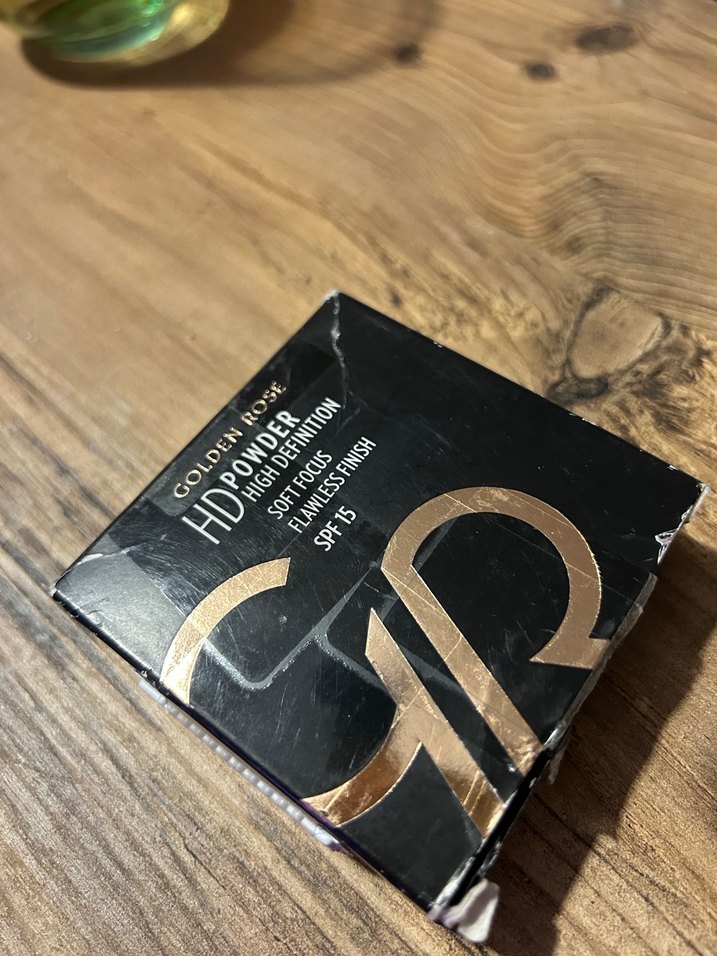 GOLDEN ROSE
HD POWDER
HIGH DEFINITION
SOFT FOCUS
FLAWLESS FINISH
SPF 15